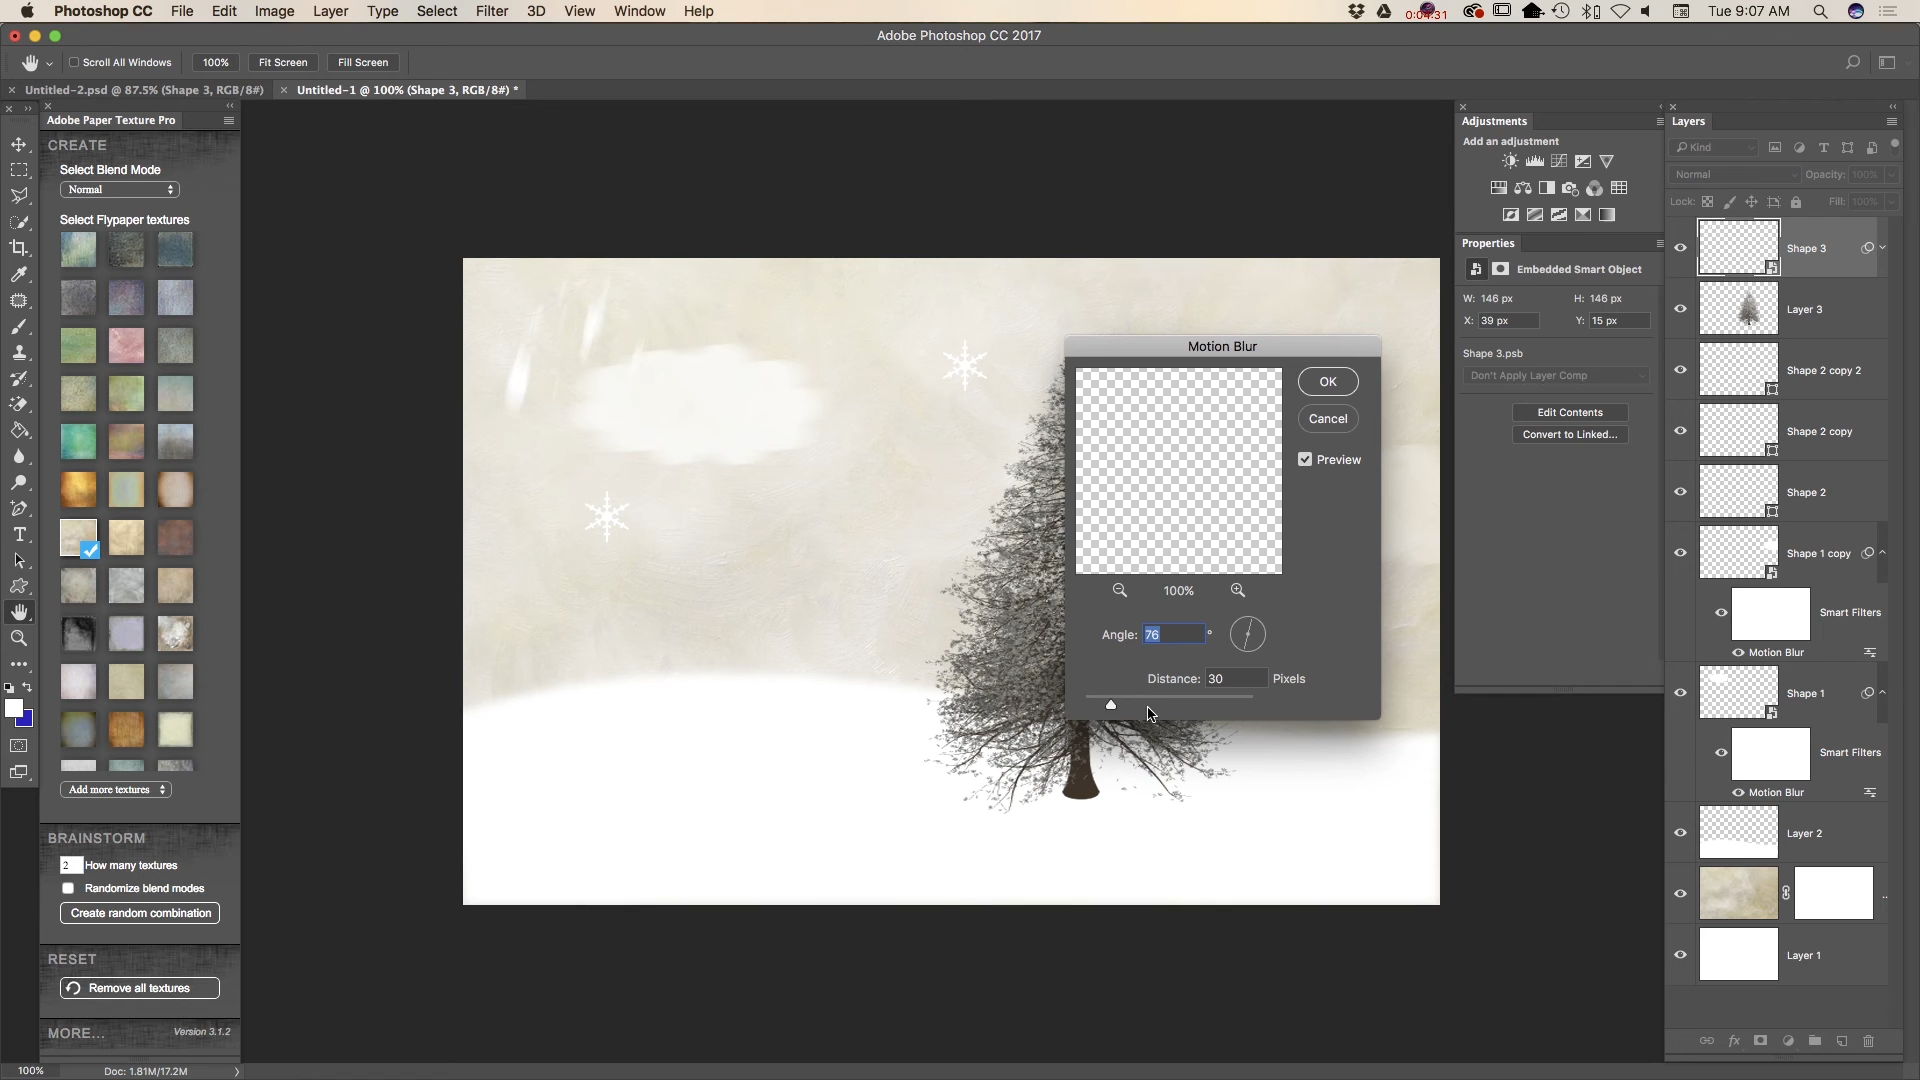 Photoshop CC File Edit Image Layer Type Select Filter 3D View Window Help
0:04:31
Tue 9:07 AM
Adobe Photoshop CC 2017
Scroll All Windows 100% Fit Screen Fill Screen
Untitled-2.psd @ 87.5% (Shape 3, RGB/8#) Untitled-1 @ 100% (Shape 3, RGB/8#) *
Adobe Paper Texture Pro
CREATE
Select Blend Mode
Normal
Select Flypaper textures
Add more textures
BRAINSTORM
2 How many textures
Randomize blend modes
Create random combination
RESET
Remove all textures
MORE... Version 3.1.2
100% Doc: 1.81M/17.2M
Motion Blur
OK
Cancel
Preview
100%
Angle: 76 °
Distance: 30 Pixels
Adjustments
Add an adjustment
Properties
Embedded Smart Object
W: 146 px H: 146 px
X: 39 px Y: 15 px
Shape 3.psb
Don't Apply Layer Comp
Edit Contents
Convert to Linked...
Layers
Kind
Normal Opacity: 100%
Lock: Fill: 100%
Shape 3
Layer 3
Shape 2 copy 2
Shape 2 copy
Shape 2
Shape 1 copy
Smart Filters
Motion Blur
Shape 1
Smart Filters
Motion Blur
Layer 2
...
Layer 1
fx